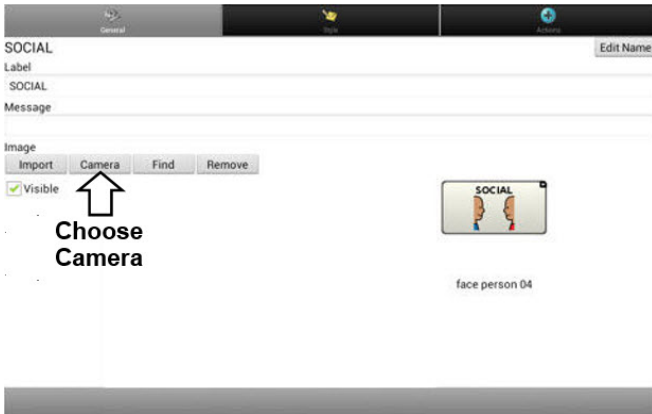 General
Style
Actions
SOCIAL
Edit Name
Label
SOCIAL
Message
Image
Import Camera Find Remove
Visible
SOCIAL
Choose
Camera
face person 04